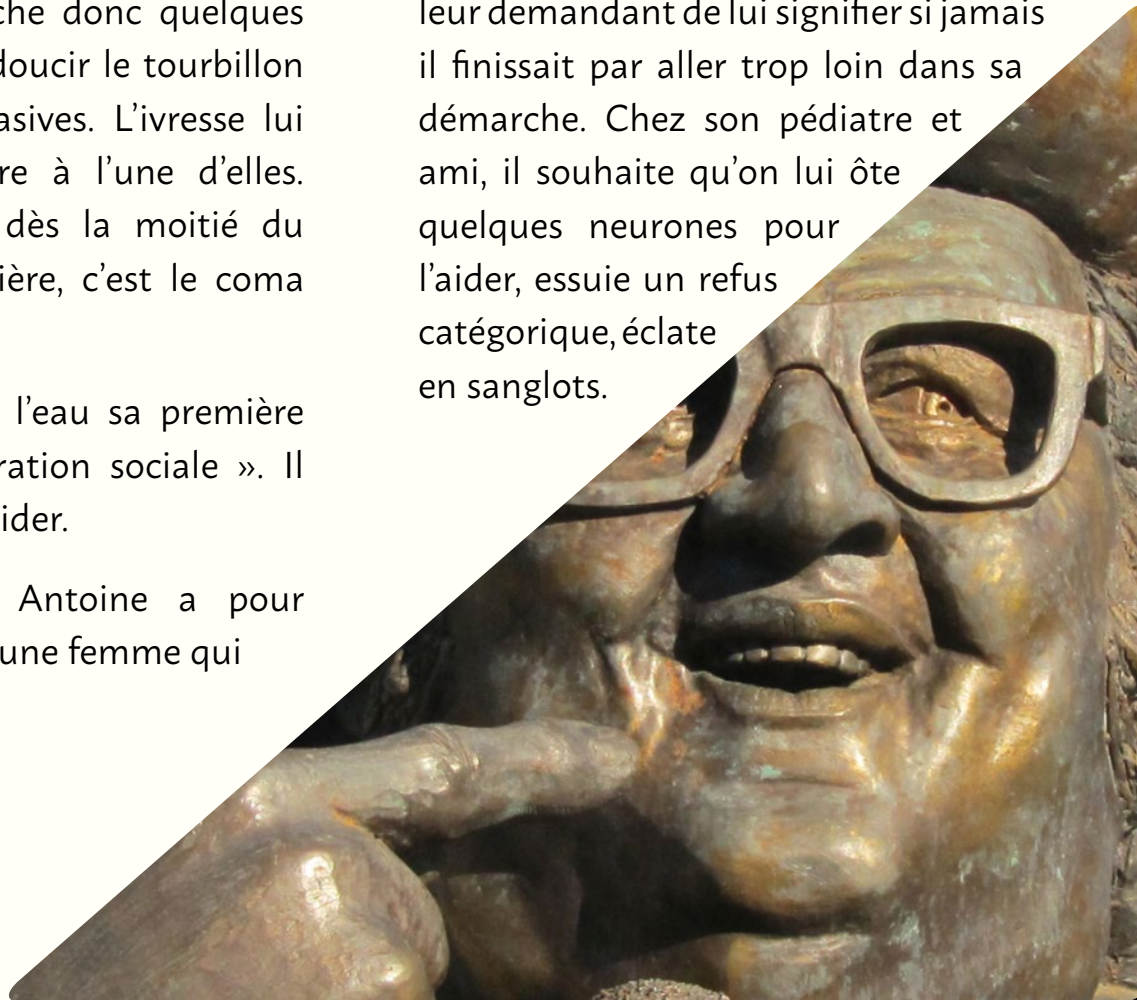 che donc quelques
doucir le tourbillon
asives. L’ivresse lui
re à l’une d’elles.
dès la moitié du
ière, c’est le coma
l’eau sa première
ration sociale ». Il
ider.
Antoine a pour
une femme qui
leur demandant de lui signifier si jamais
il finissait par aller trop loin dans sa
démarche. Chez son pédiatre et
ami, il souhaite qu’on lui ôte
quelques neurones pour
l’aider, essuie un refus
catégorique, éclate
en sanglots.